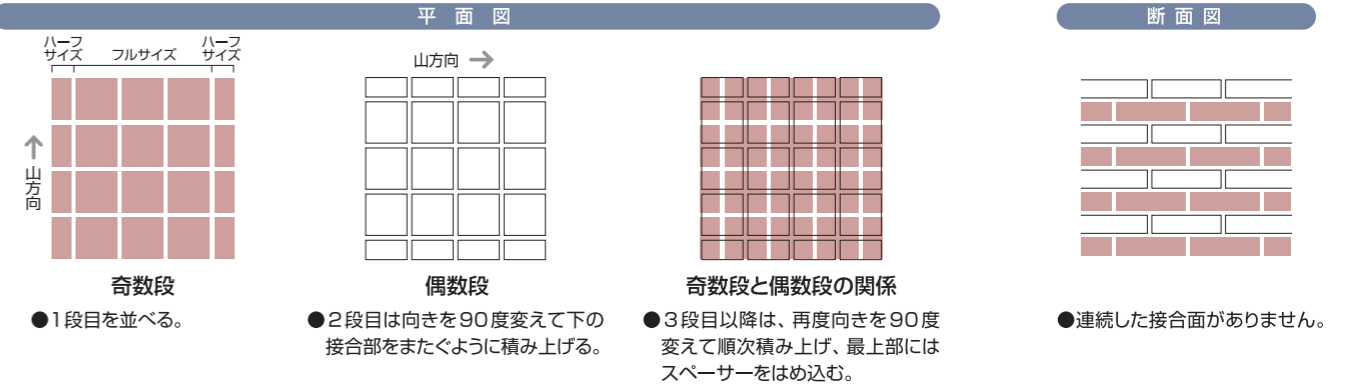 平面図
断面図
ハーフ
サイズ
フルサイズ
ハーフ
サイズ
山方向
山方向
奇数段
●1段目を並べる。
偶数段
●2段目は向きを90度変えて下の
接合部をまたぐように積み上げる。
奇数段と偶数段の関係
●3段目以降は、再度向きを90度
変えて順次積み上げ、最上部には
スペーサーをはめ込む。
●連続した接合面がありません。